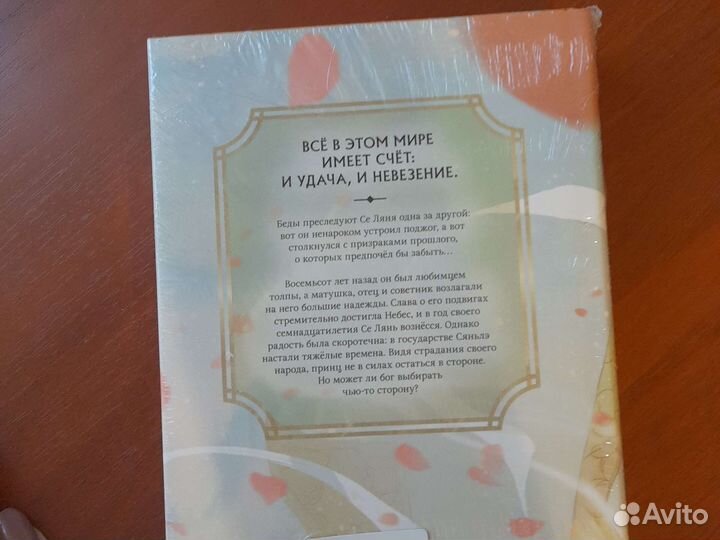 ВСЁ В ЭТОМ МИРЕ
ИМЕЕТ СЧЁТ:
И УДАЧА, И НЕВЕЗЕНИЕ.
Беды преследуют Се Ляня одна за другой:
вот он ненароком устроил поджог, а вот
столкнулся с призраками прошлого,
о которых предпочёл бы забыть...
Восемьсот лет назад он был любимцем
толпы, а матушка, отец и советник возлагали
на него большие надежды. Слава о его подвигах
стремительно достигла Небес, и в год своего
семнадцатилетия Се Лянь вознёсся. Однако
радость была скоротечна: в государстве Сяньлэ
настали тяжёлые времена. Видя страдания своего
народа, принц не в силах остаться в стороне.
Но может ли бог выбирать
чью-то сторону?
Avito